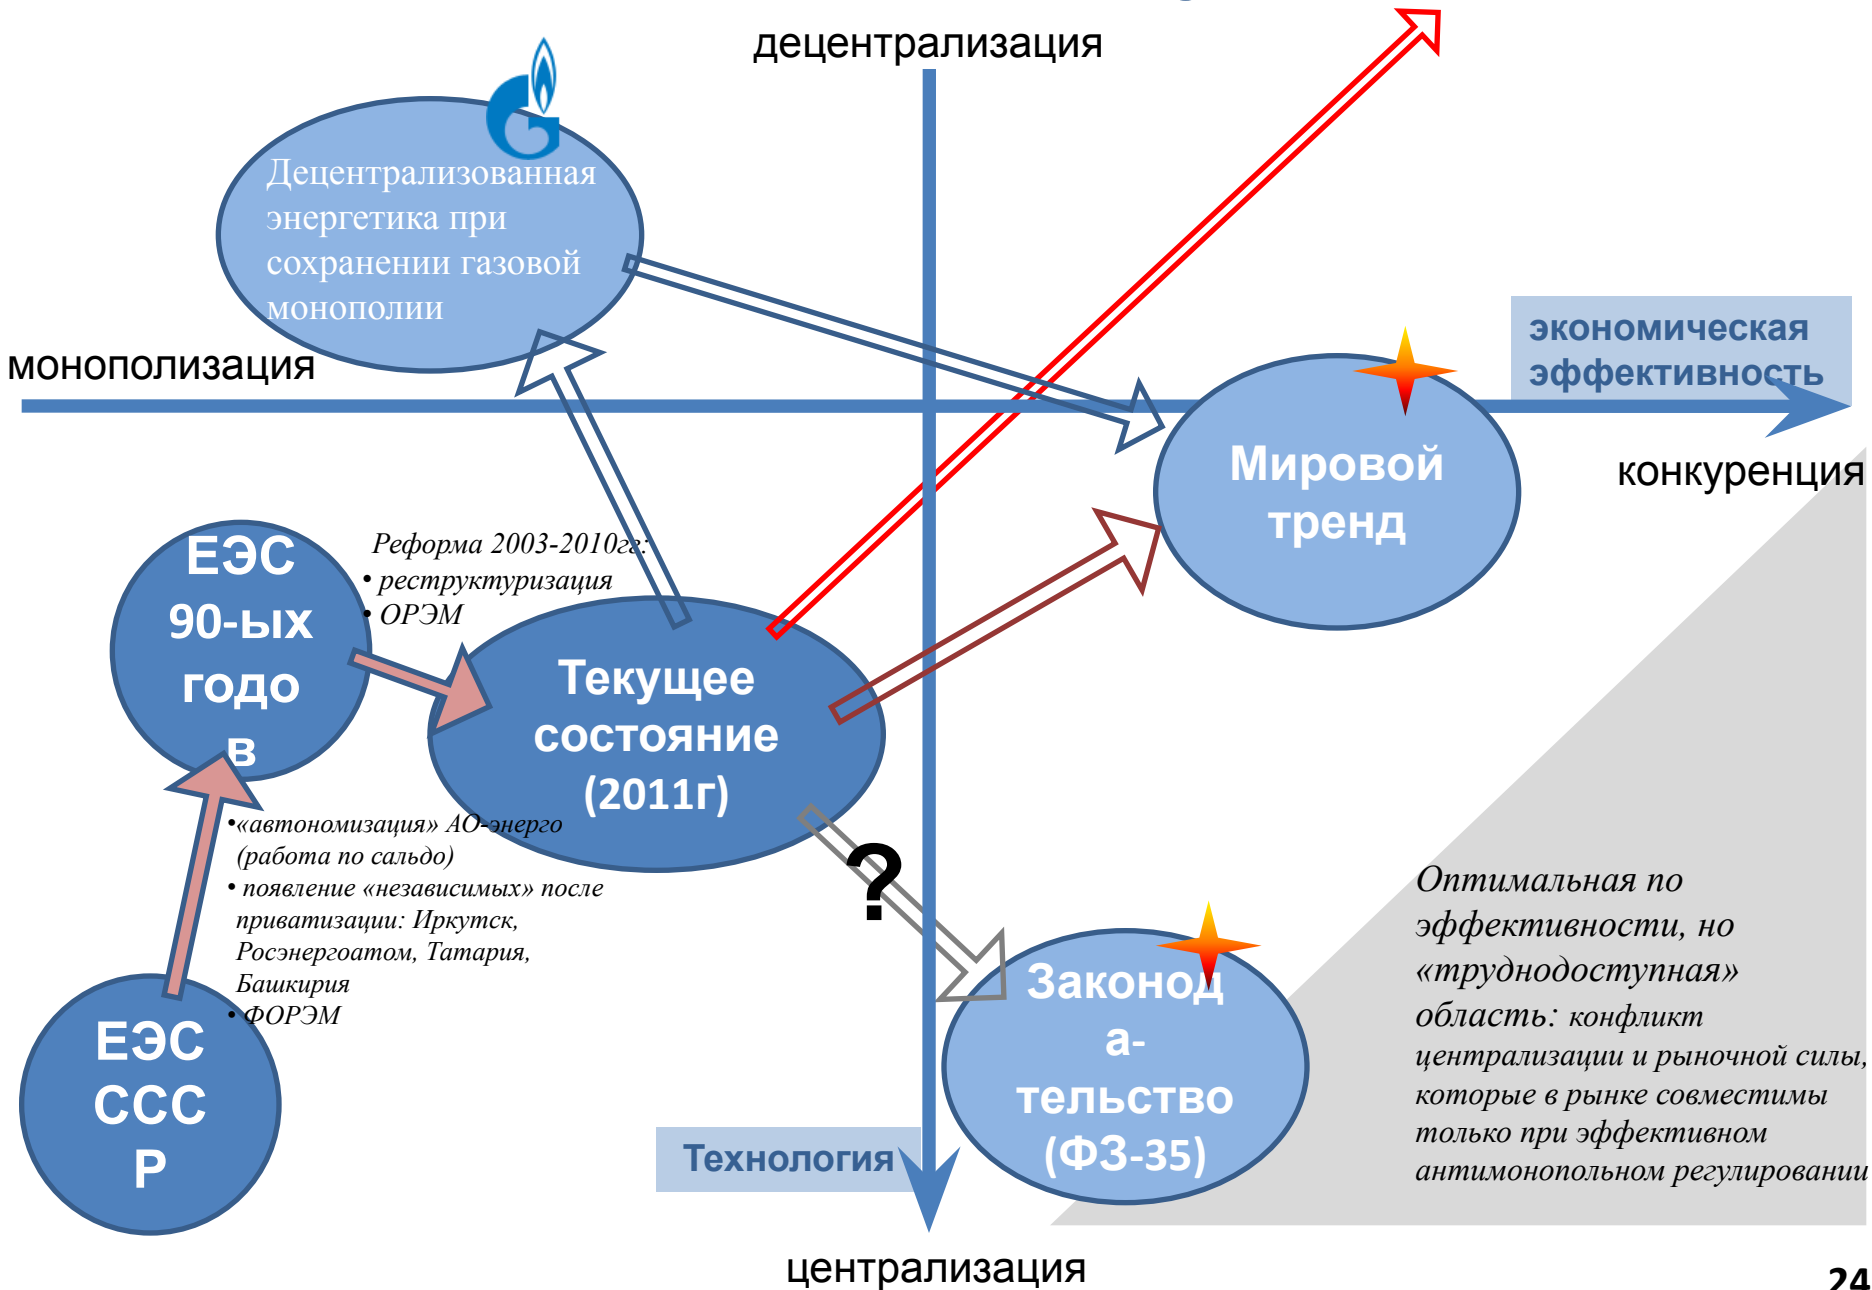 децентрализация
Децентрализованная
энергетика при
сохранении газовой
монополии
экономическая
эффективность
монополизация
конкуренция
Мировой
тренд
Реформа 2003-2010гг:
• реструктуризация
• ОРЭМ
ЕЭС
90-ых
годо
в
Текущее
состояние
(2011г)
•«автономизация» АО-энерго
(работа по сальдо)
• появление «независимых» после
приватизации: Иркутск,
Росэнергоатом, Татария,
Башкирия
• ФОРЭМ
?
ЕЭС
ССС
Р
Законод
а-
тельство
(ФЗ-35)
Оптимальная по
эффективности, но
«труднодоступная»
область: конфликт
централизации и рыночной силы,
которые в рынке совместимы
только при эффективном
антимонопольном регулировании
Технология
централизация
24